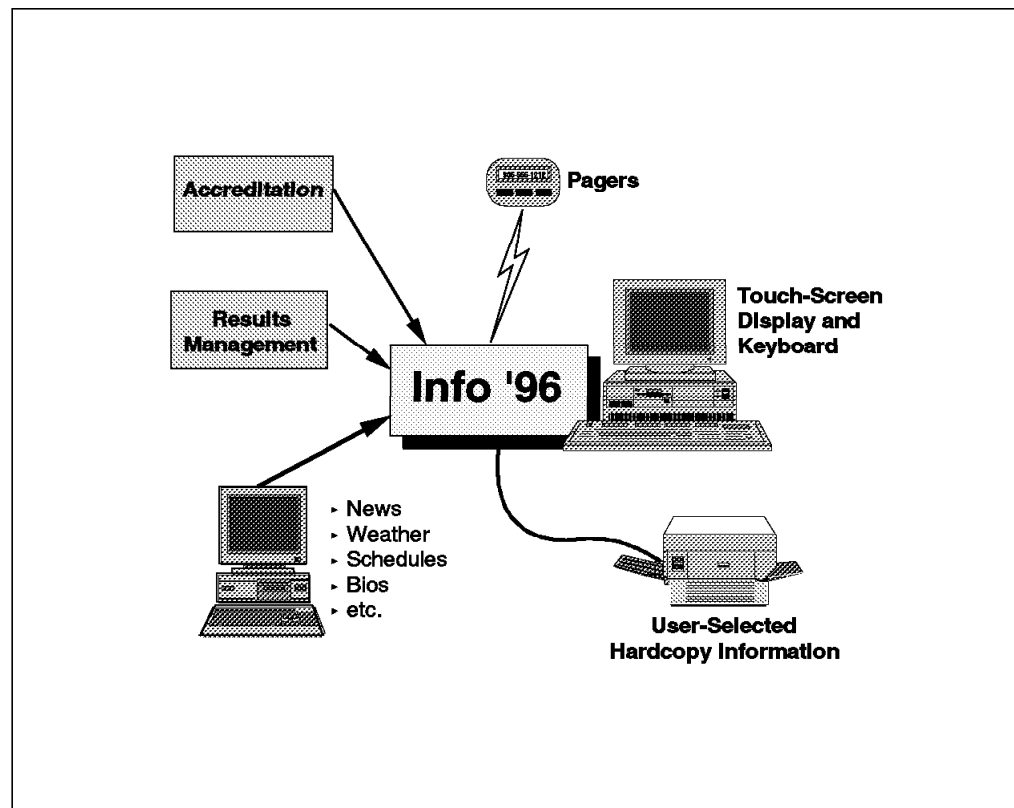 Accreditation
Pagers
Results
Management
Touch-Screen
Display and
Keyboard
Info '96
News
Weather
Schedules
Bios
etc.
User-Selected
Hardcopy Information